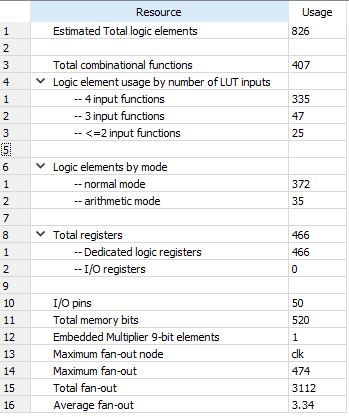 Resource Usage
1 Estimated Total logic elements 826
2
3 Total combinational functions 407
4 Logic element usage by number of LUT inputs
1 -- 4 input functions 335
2 -- 3 input functions 47
3 -- <=2 input functions 25
5
6 Logic elements by mode
1 -- normal mode 372
2 -- arithmetic mode 35
7
8 Total registers 466
1 -- Dedicated logic registers 466
2 -- I/O registers 0
9
10 I/O pins 50
11 Total memory bits 520
12 Embedded Multiplier 9-bit elements 1
13 Maximum fan-out node clk
14 Maximum fan-out 474
15 Total fan-out 3112
16 Average fan-out 3.34